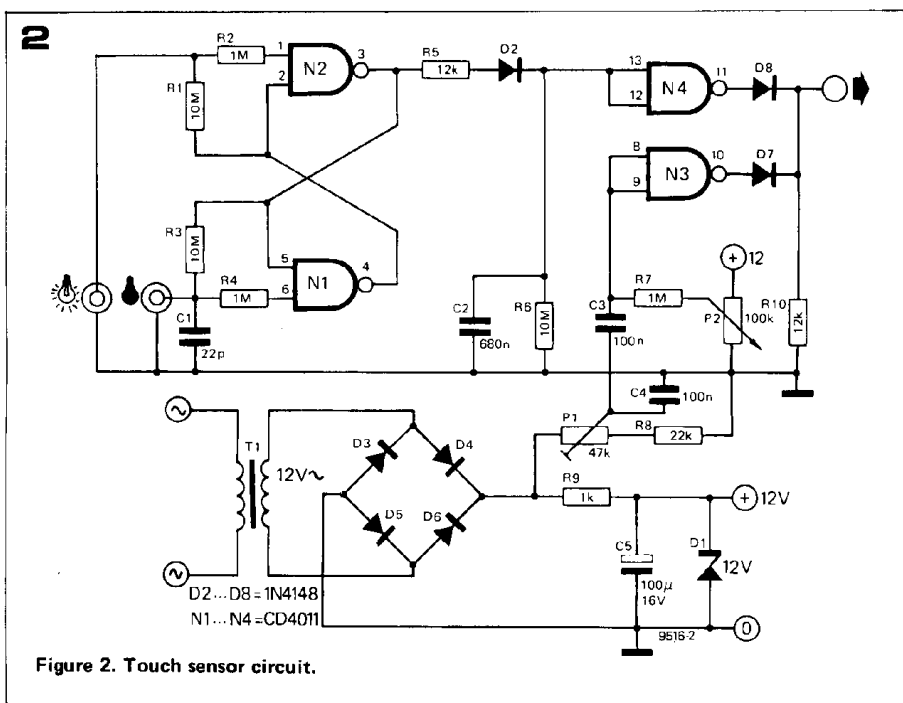 2
R2
1M
1
2
N2
3
R5
12k
D2
13
12
N4
11
D8
R1
10M
8
9
N3
10
D7
R3
10M
5
6
N1
4
R4
1M
C1
22p
C2
680n
R6
10M
C3
100n
R7
1M
P2
100k
+ 12
R10
12k
C4
100n
P1
47k
R8
22k
T1
12V~
D3
D4
D5
D6
R9
1k
+ 12V
C5
100μ
16V
D1
12V
0
9516-2
D2...D8=1N4148
N1...N4=CD4011
Figure 2. Touch sensor circuit.